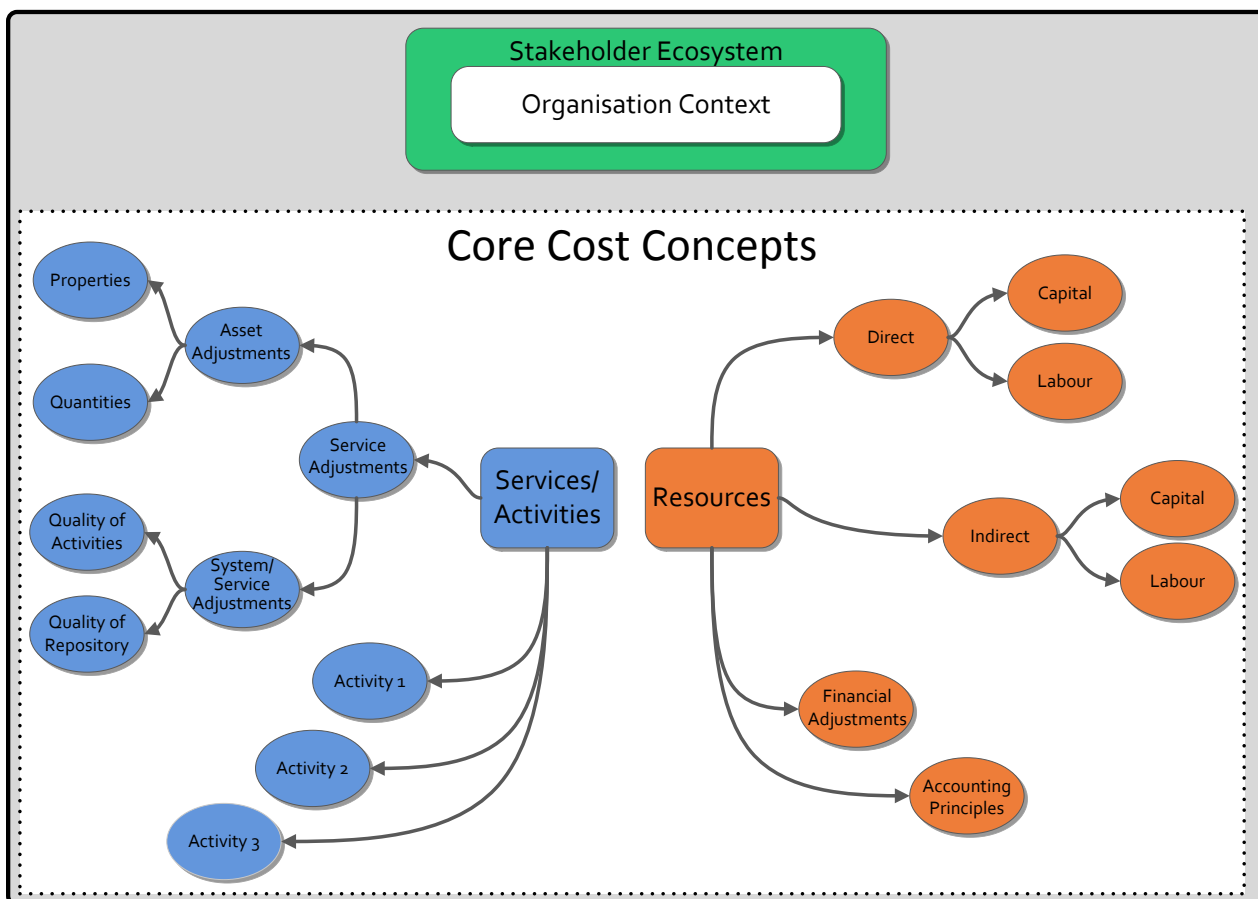 Stakeholder Ecosystem
Organisation Context
Core Cost Concepts
Properties
Asset
Adjustments
Quantities
Service
Adjustments
Quality of
Activities
System/
Service
Adjustments
Quality of
Repository
Services/
Activities
Activity 1
Activity 2
Activity 3
Resources
Direct
Capital
Labour
Indirect
Capital
Labour
Financial
Adjustments
Accounting
Principles